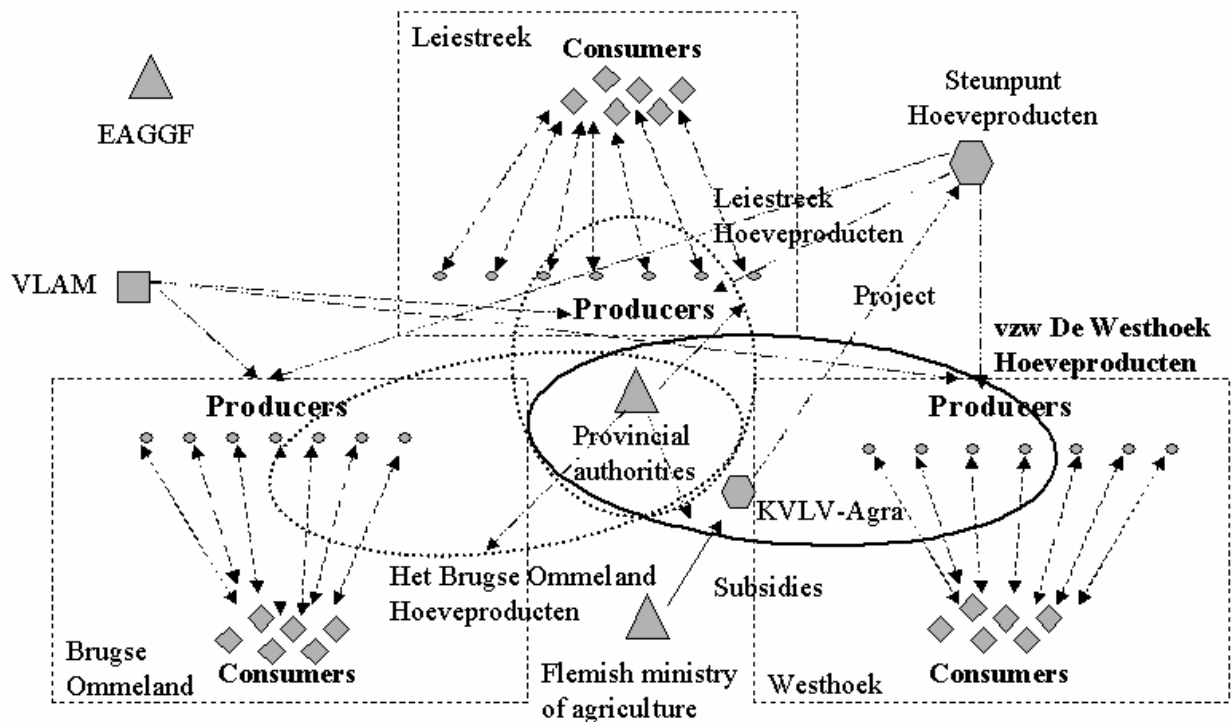 Leiestreek
Consumers
EAGGF
Steunpunt
Hoeveproducten
Leiestreek
Hoeveproducten
VLAM
Producers
Project
vzw De Westhoek
Hoeveproducten
Producers
Producers
Provincial
authorities
KVLV-Agra
Het Brugse Ommeland
Hoeveproducten
Subsidies
Brugse
Ommeland
Consumers
Flemish ministry
of agriculture
Westhoek
Consumers